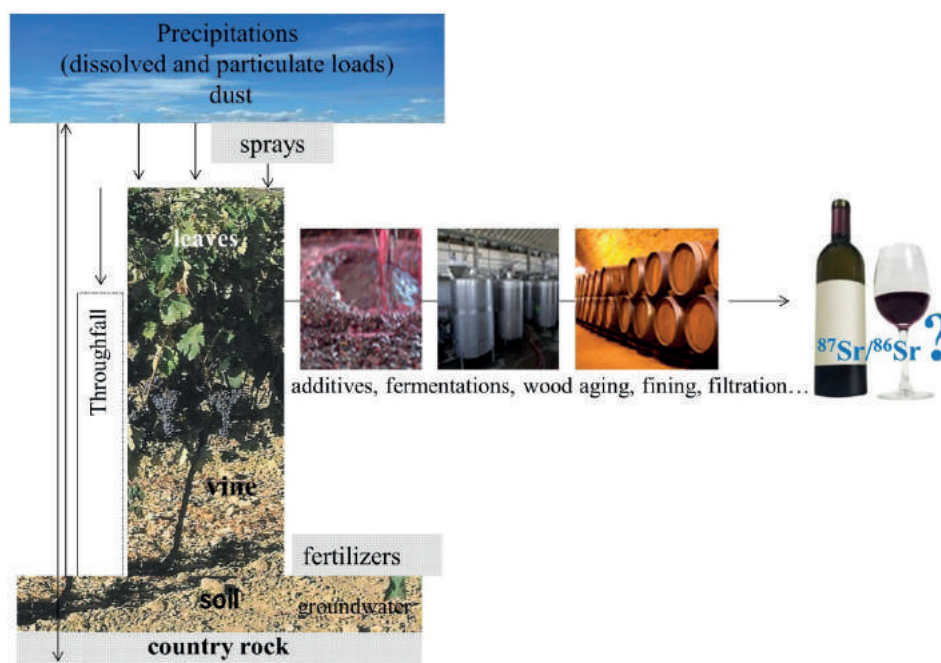 Precipitations
(dissolved and particulate loads)
dust
sprays
leaves
Throughfall
⁸⁷Sr/⁸⁶Sr ?
additives, fermentations, wood aging, fining, filtration…
vine
fertilizers
soil
groundwater
country rock